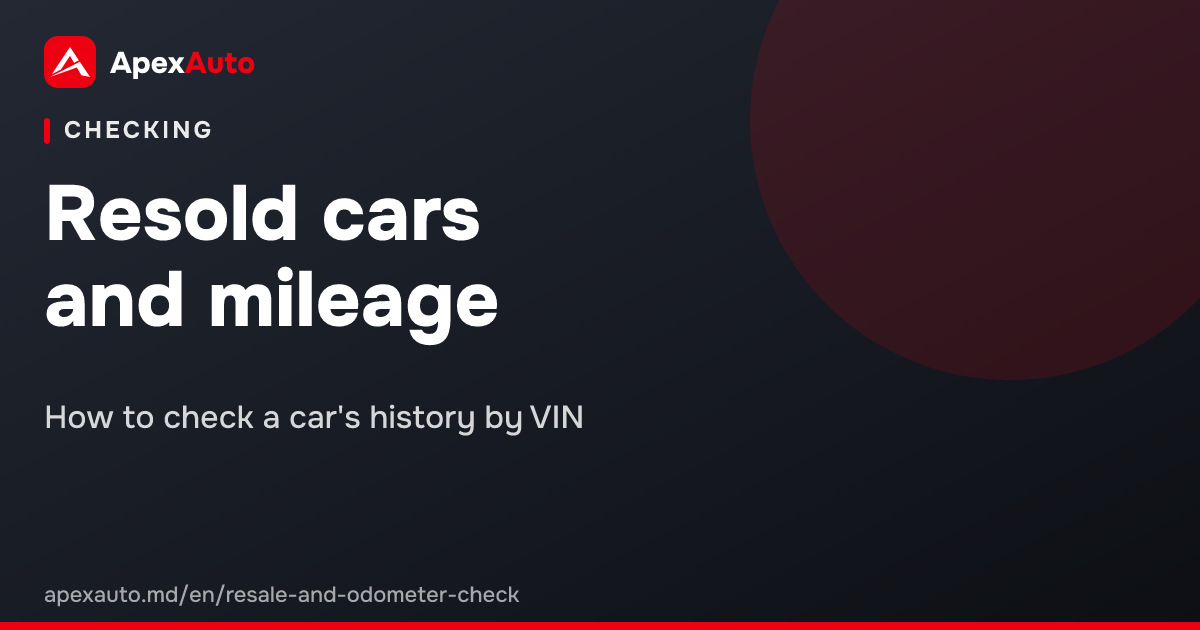 ApexAuto
CHECKING
Resold cars
and mileage
How to check a car's history by VIN
apexauto.md/en/resale-and-odometer-check